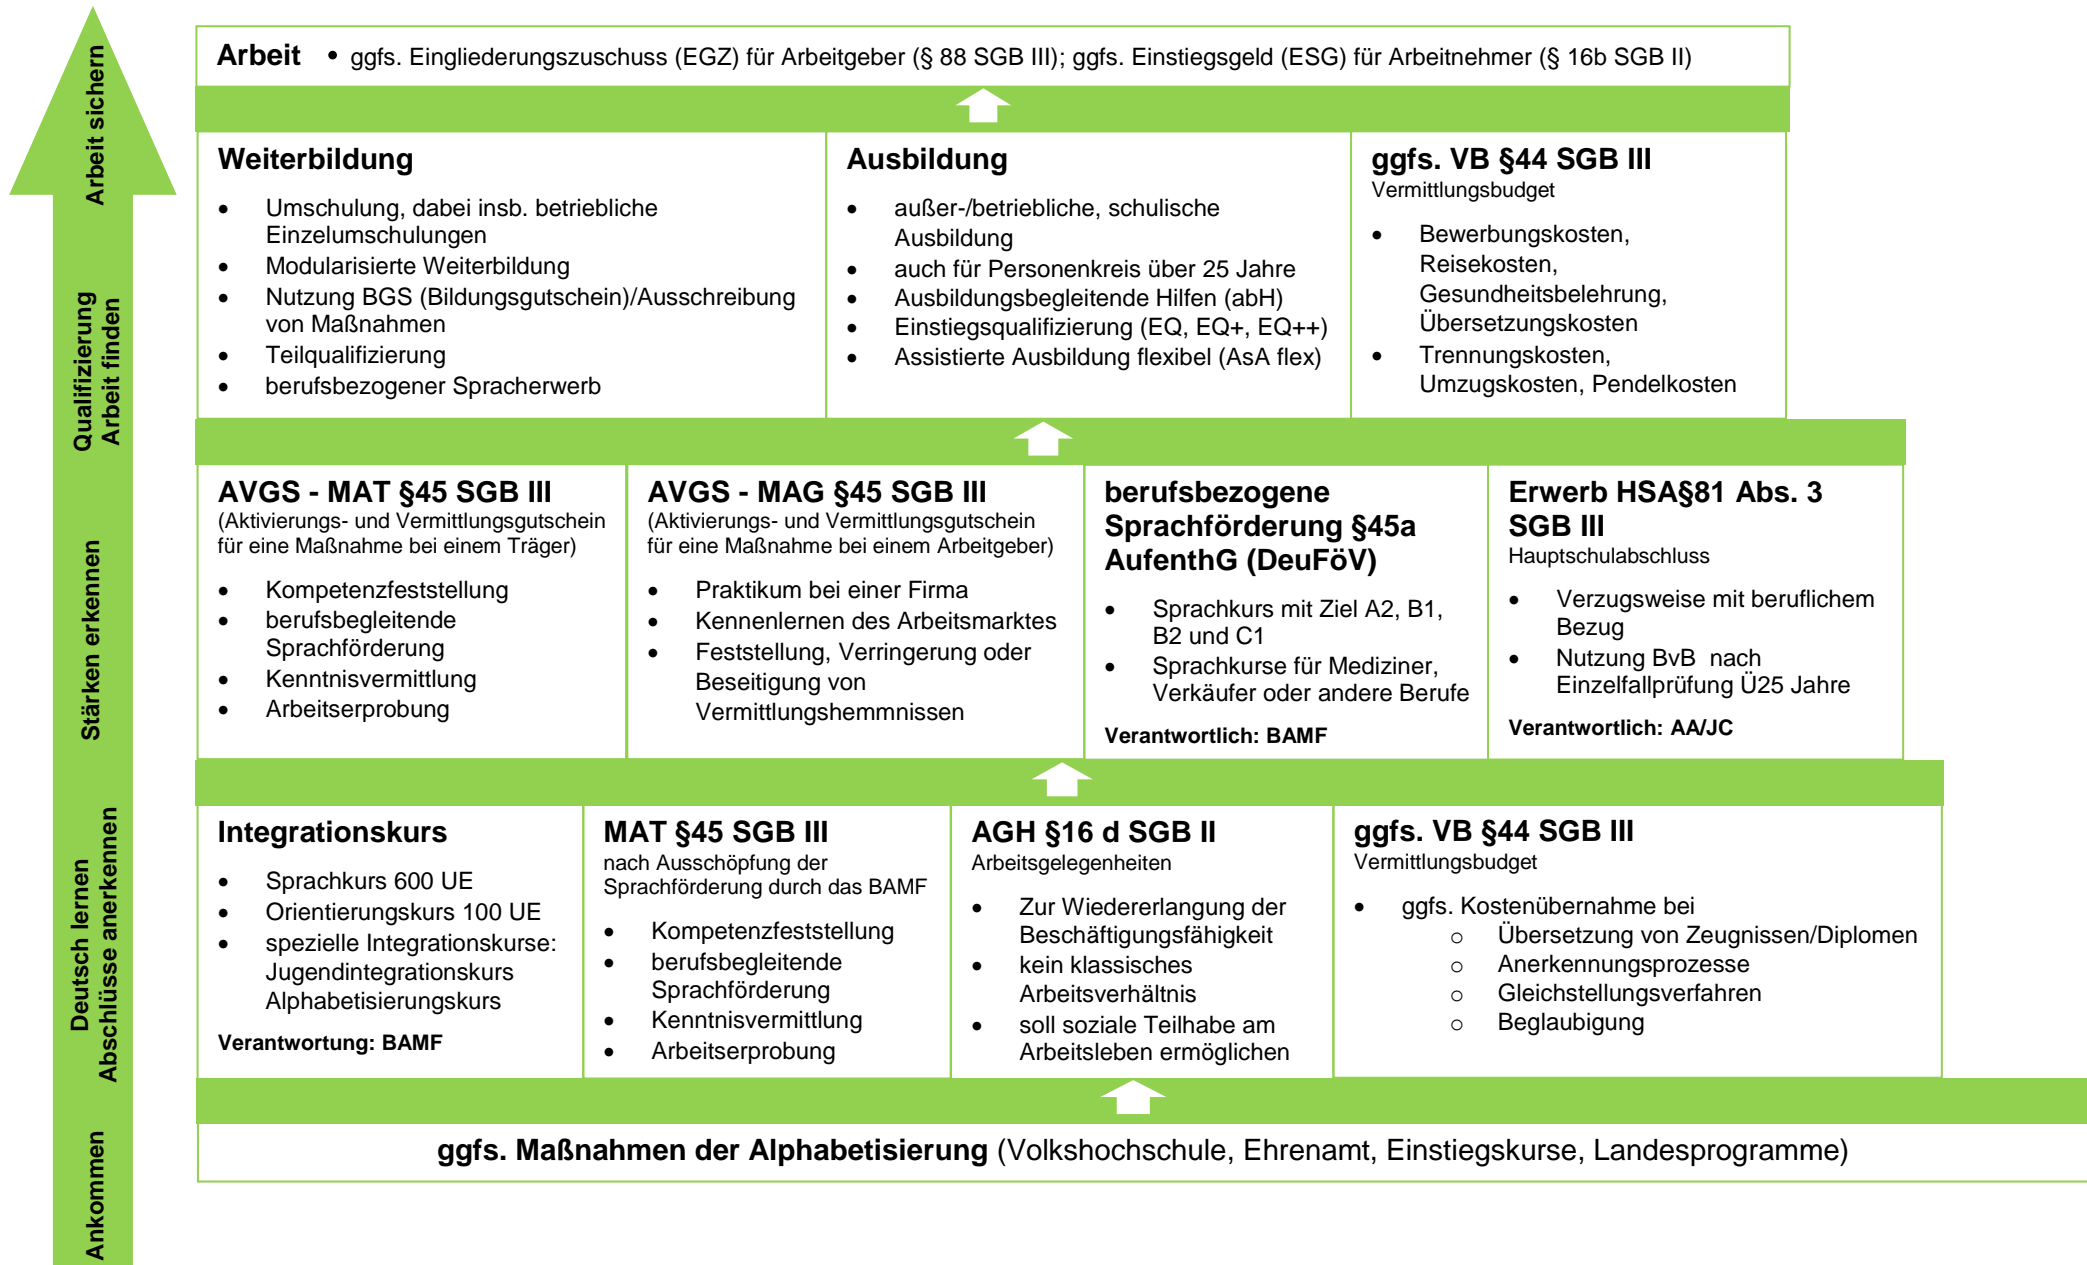 Arbeit • ggfs. Eingliederungszuschuss (EGZ) für Arbeitgeber (§ 88 SGB III); ggfs. Einstiegsgeld (ESG) für Arbeitnehmer (§ 16b SGB II)
Arbeit sichern
Weiterbildung
• Umschulung, dabei insb. betriebliche
Einzelumschulungen
• Modularisierte Weiterbildung
• Nutzung BGS (Bildungsgutschein)/Ausschreibung
von Maßnahmen
• Teilqualifizierung
• berufsbezogener Spracherwerb
Ausbildung
• außer-/betriebliche, schulische
Ausbildung
• auch für Personenkreis über 25 Jahre
• Ausbildungsbegleitende Hilfen (abH)
• Einstiegsqualifizierung (EQ, EQ+, EQ++)
• Assistierte Ausbildung flexibel (AsA flex)
ggfs. VB §44 SGB III
Vermittlungsbudget
• Bewerbungskosten,
Reisekosten,
Gesundheitsbelehrung,
Übersetzungskosten
• Trennungskosten,
Umzugskosten, Pendelkosten
Qualifizierung
Arbeit finden
AVGS - MAT §45 SGB III
(Aktivierungs- und Vermittlungsgutschein
für eine Maßnahme bei einem Träger)
• Kompetenzfeststellung
• berufsbegleitende
Sprachförderung
• Kenntnisvermittlung
• Arbeitserprobung
AVGS - MAG §45 SGB III
(Aktivierungs- und Vermittlungsgutschein
für eine Maßnahme bei einem Arbeitgeber)
• Praktikum bei einer Firma
• Kennenlernen des Arbeitsmarktes
• Feststellung, Verringerung oder
Beseitigung von
Vermittlungshemmnissen
berufsbezogene
Sprachförderung §45a
AufenthG (DeuFöV)
• Sprachkurs mit Ziel A2, B1,
B2 und C1
• Sprachkurse für Mediziner,
Verkäufer oder andere Berufe
Verantwortlich: BAMF
Erwerb HSA§81 Abs. 3
SGB III
Hauptschulabschluss
• Verzugsweise mit beruflichem
Bezug
• Nutzung BvB nach
Einzelfallprüfung Ü25 Jahre
Verantwortlich: AA/JC
Stärken erkennen
Integrationskurs
• Sprachkurs 600 UE
• Orientierungskurs 100 UE
• spezielle Integrationskurse:
Jugendintegrationskurs
Alphabetisierungskurs
Verantwortung: BAMF
MAT §45 SGB III
nach Ausschöpfung der
Sprachförderung durch das BAMF
• Kompetenzfeststellung
• berufsbegleitende
Sprachförderung
• Kenntnisvermittlung
• Arbeitserprobung
AGH §16 d SGB II
Arbeitsgelegenheiten
• Zur Wiedererlangung der
Beschäftigungsfähigkeit
• kein klassisches
Arbeitsverhältnis
• soll soziale Teilhabe am
Arbeitsleben ermöglichen
ggfs. VB §44 SGB III
Vermittlungsbudget
• ggfs. Kostenübernahme bei
o Übersetzung von Zeugnissen/Diplomen
o Anerkennungsprozesse
o Gleichstellungsverfahren
o Beglaubigung
Deutsch lernen
Abschlüsse anerkennen
ggfs. Maßnahmen der Alphabetisierung (Volkshochschule, Ehrenamt, Einstiegskurse, Landesprogramme)
Ankommen